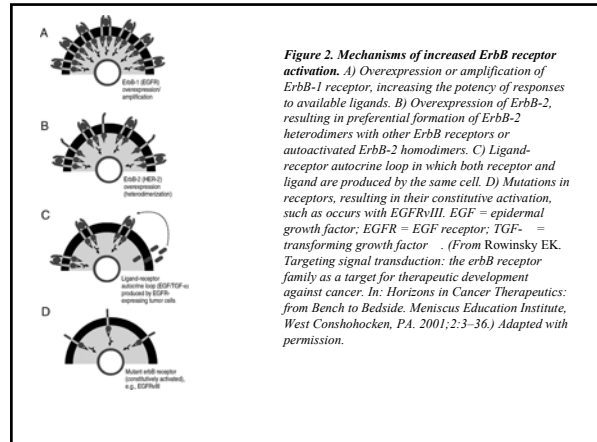 A
ErbB-1 (EGFR)
overexpression/
amplification
B
ErbB-2 (HER-2)
overexpression
(heterodimerization)
C
Ligand-receptor
autocrine loop (EGF/TGF-α)
produced by EGFR-
expressing tumor cells
D
Mutant erbB receptor
(constitutively activated),
e.g., EGFRvIII
Figure 2. Mechanisms of increased ErbB receptor
activation. A) Overexpression or amplification of
ErbB-1 receptor, increasing the potency of responses
to available ligands. B) Overexpression of ErbB-2,
resulting in preferential formation of ErbB-2
heterodimers with other ErbB receptors or
autoactivated ErbB-2 homodimers. C) Ligand-
receptor autocrine loop in which both receptor and
ligand are produced by the same cell. D) Mutations in
receptors, resulting in their constitutive activation,
such as occurs with EGFRvIII. EGF = epidermal
growth factor; EGFR = EGF receptor; TGF- =
transforming growth factor . (From Rowinsky EK.
Targeting signal transduction: the erbB receptor
family as a target for therapeutic development
against cancer. In: Horizons in Cancer Therapeutics:
from Bench to Bedside. Meniscus Education Institute,
West Conshohocken, PA. 2001;2:3–36.) Adapted with
permission.